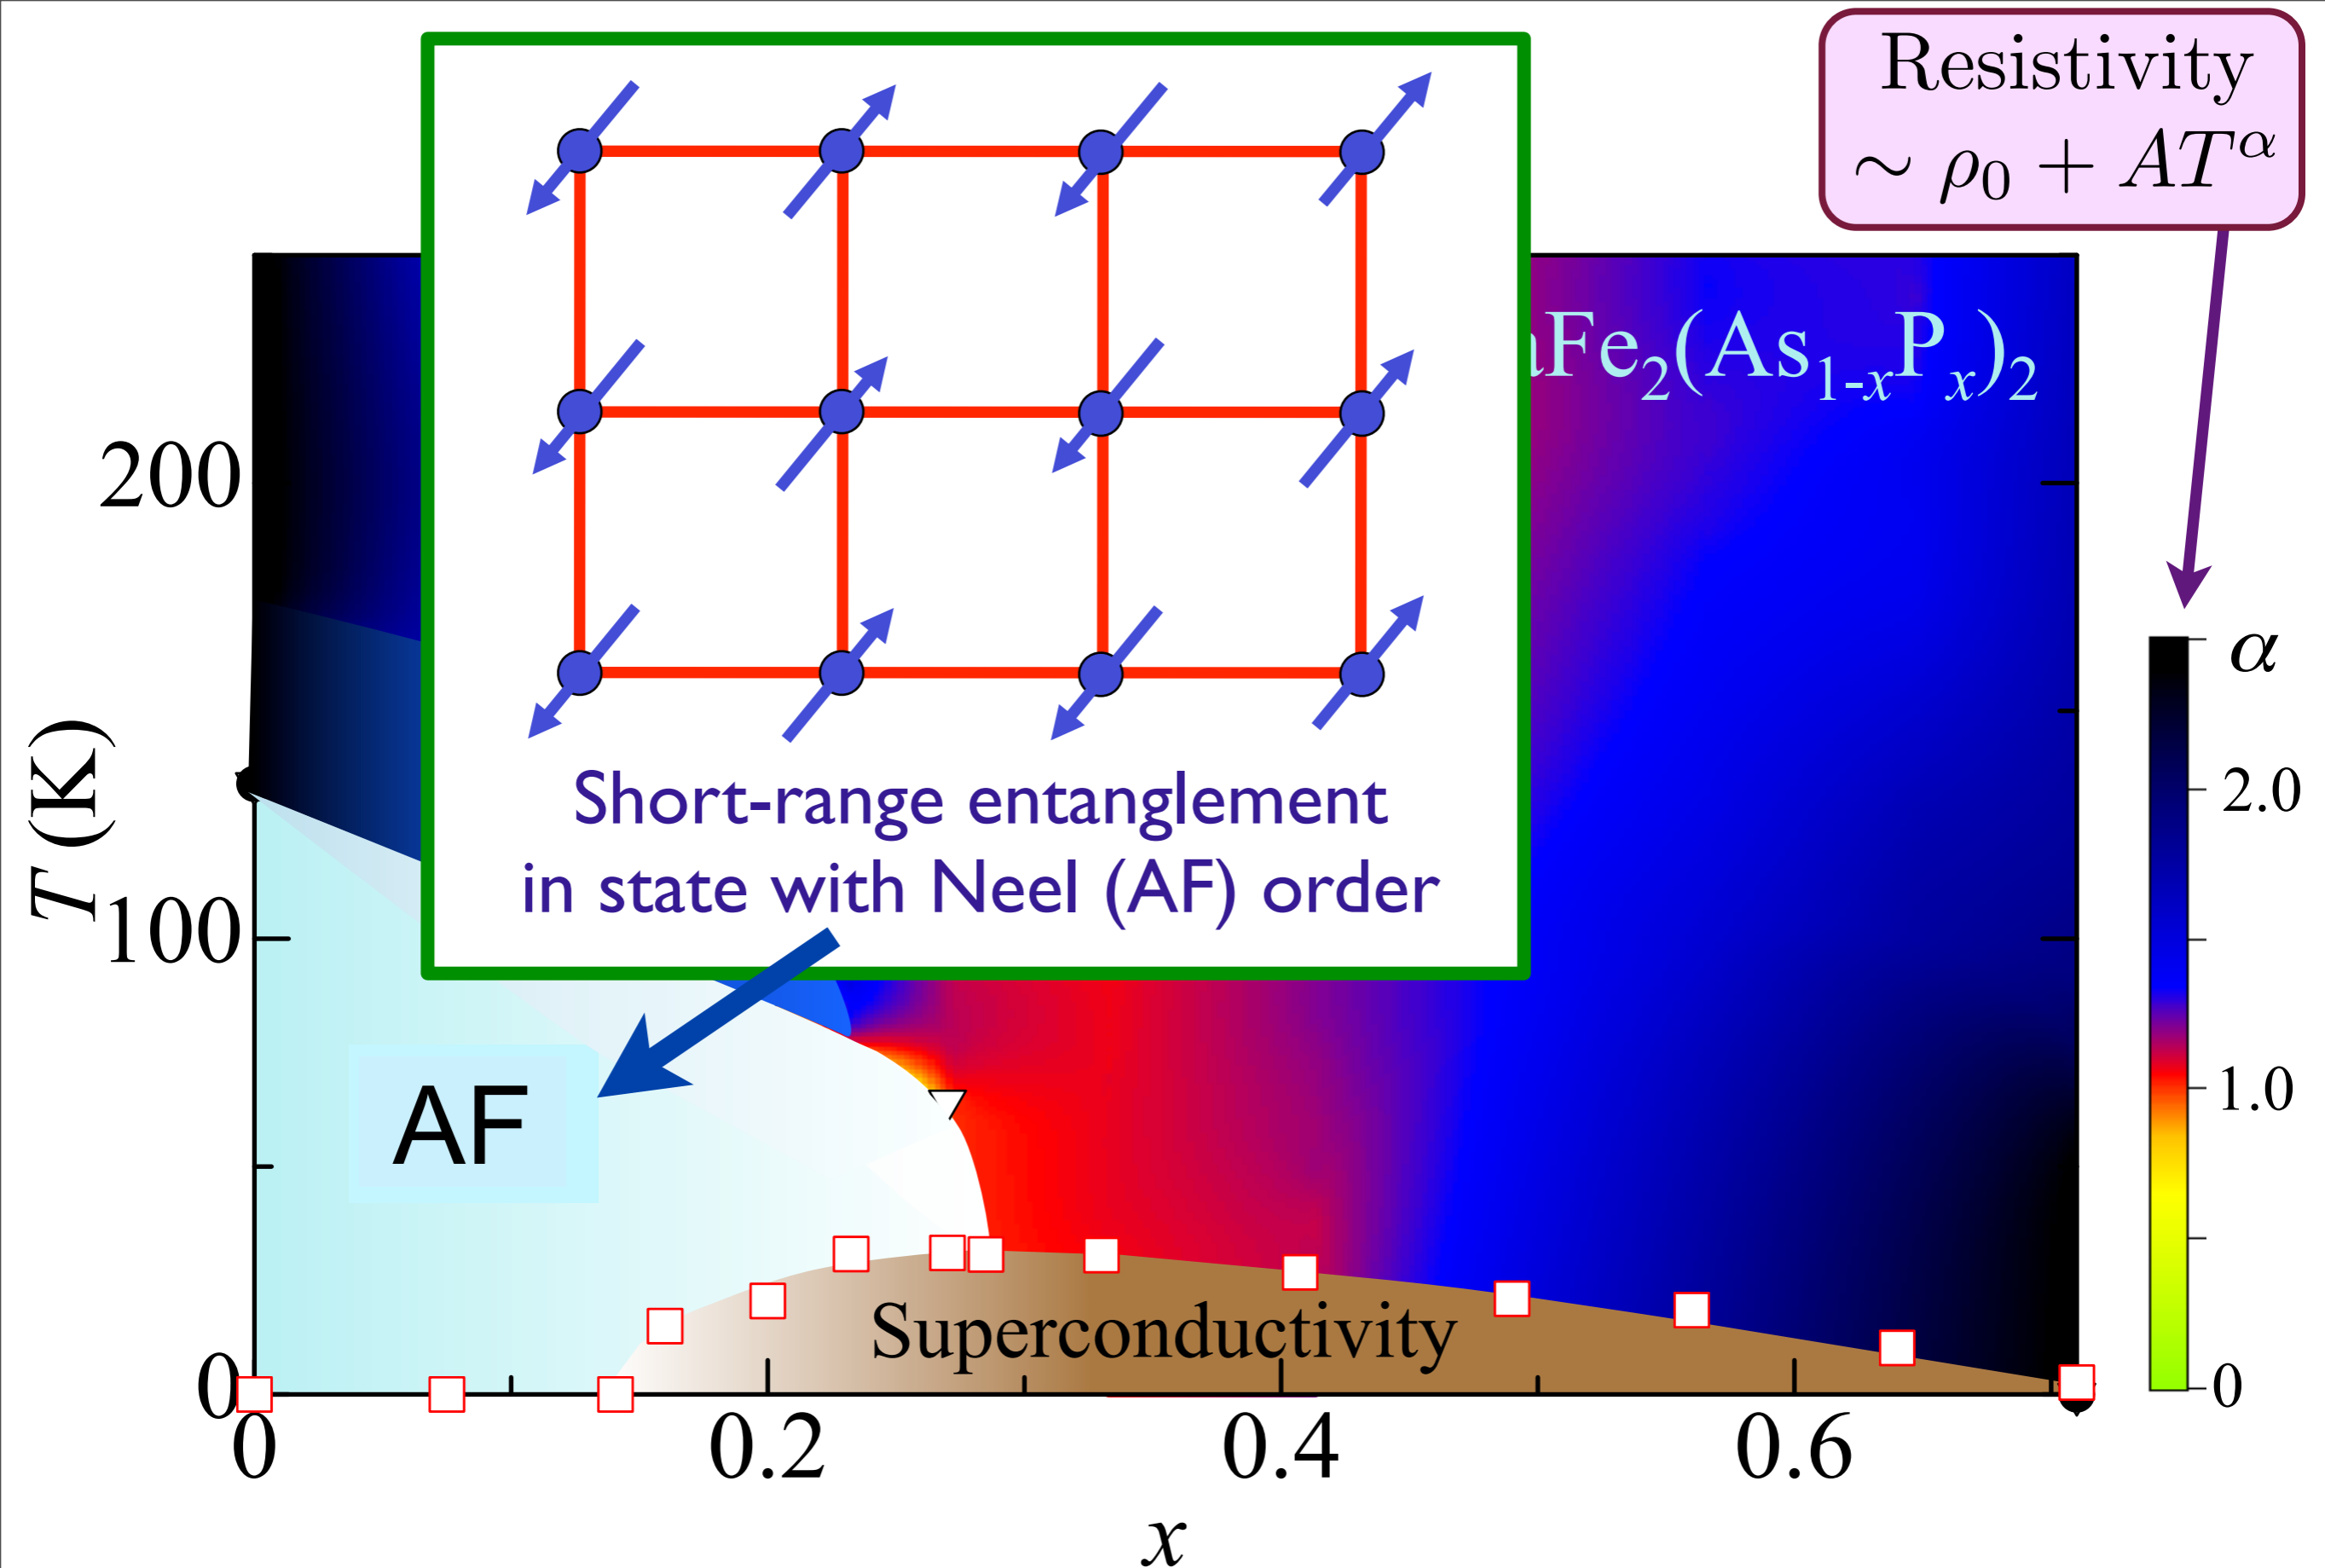 Resistivity
∼ ρ₀ + AT^α
aFe₂(As₁₋ₓPₓ)₂
200
T (K)
100
0
Short-range entanglement
in state with Neel (AF) order
AF
Superconductivity
α
2.0
1.0
0
0
0.2
0.4
0.6
x